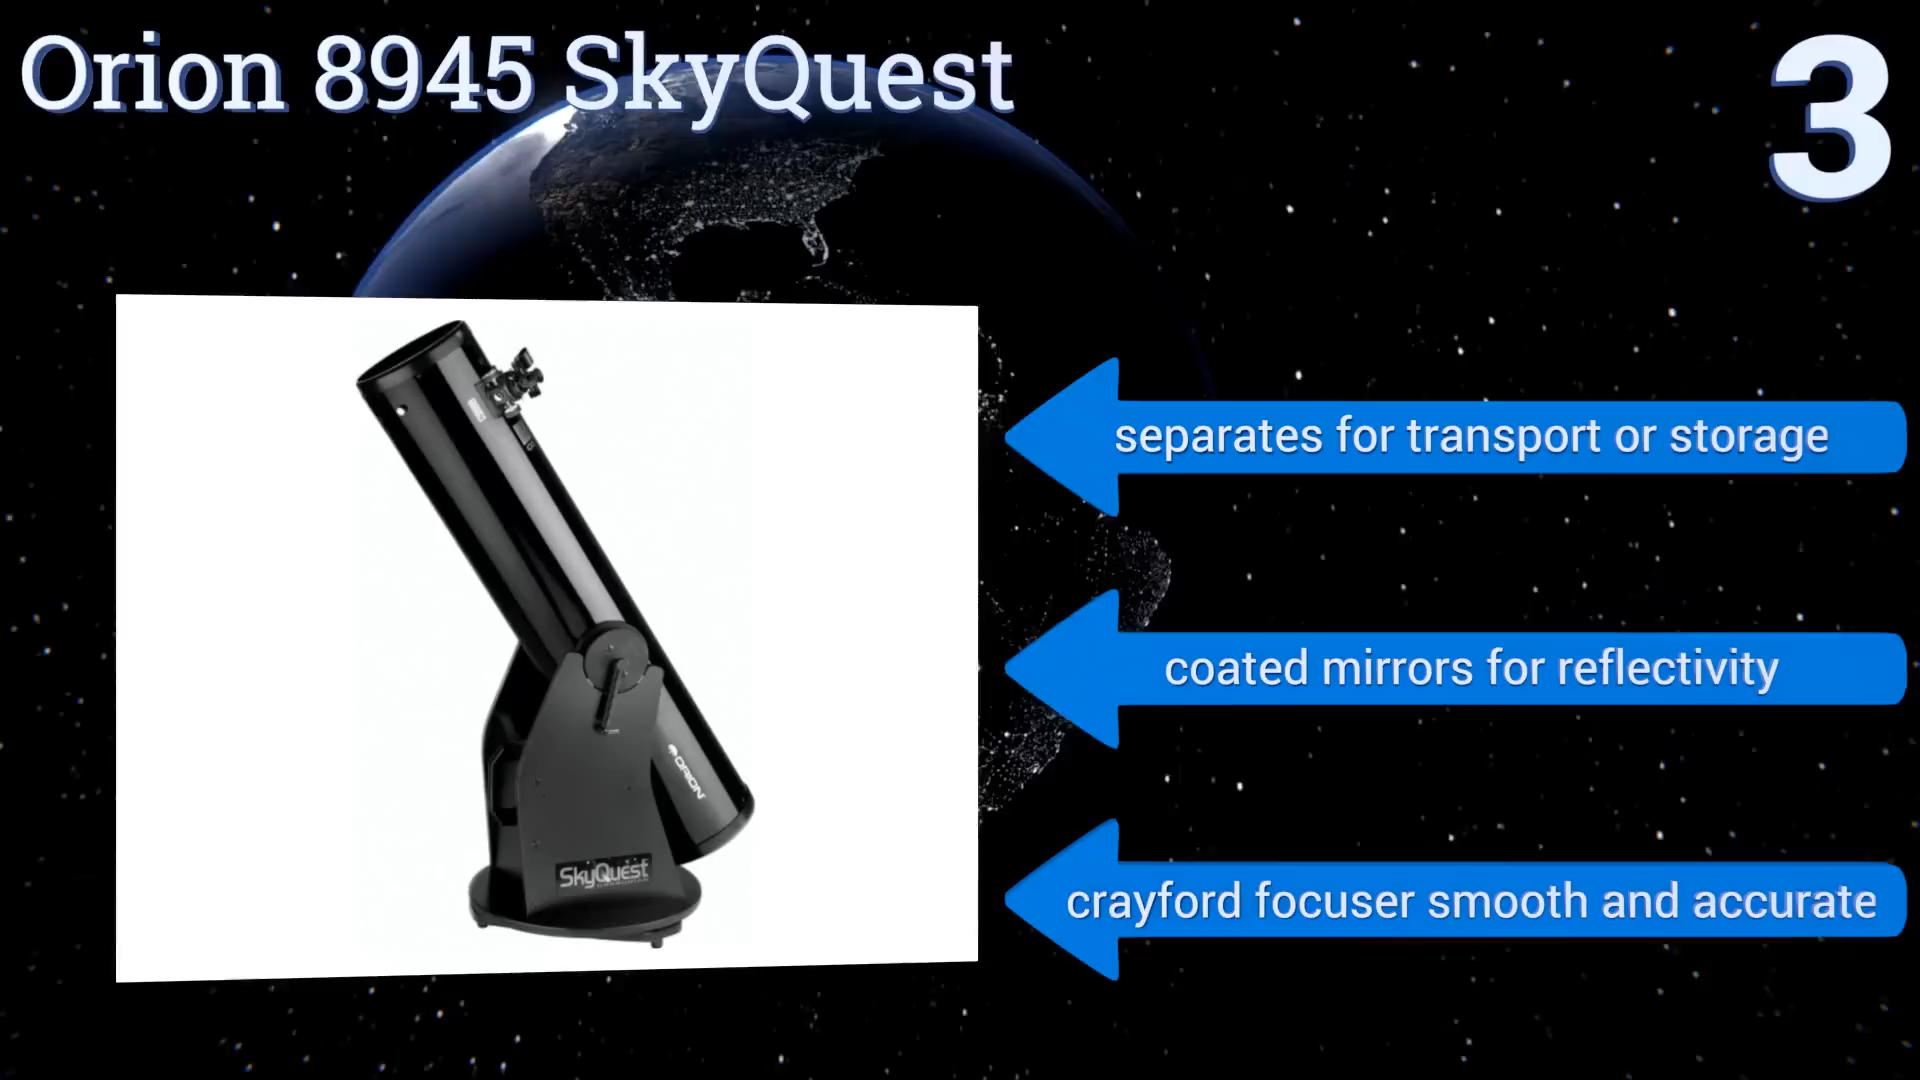 Orion 8945 SkyQuest
3
separates for transport or storage
coated mirrors for reflectivity
crayford focuser smooth and accurate
ORION
SkyQuest